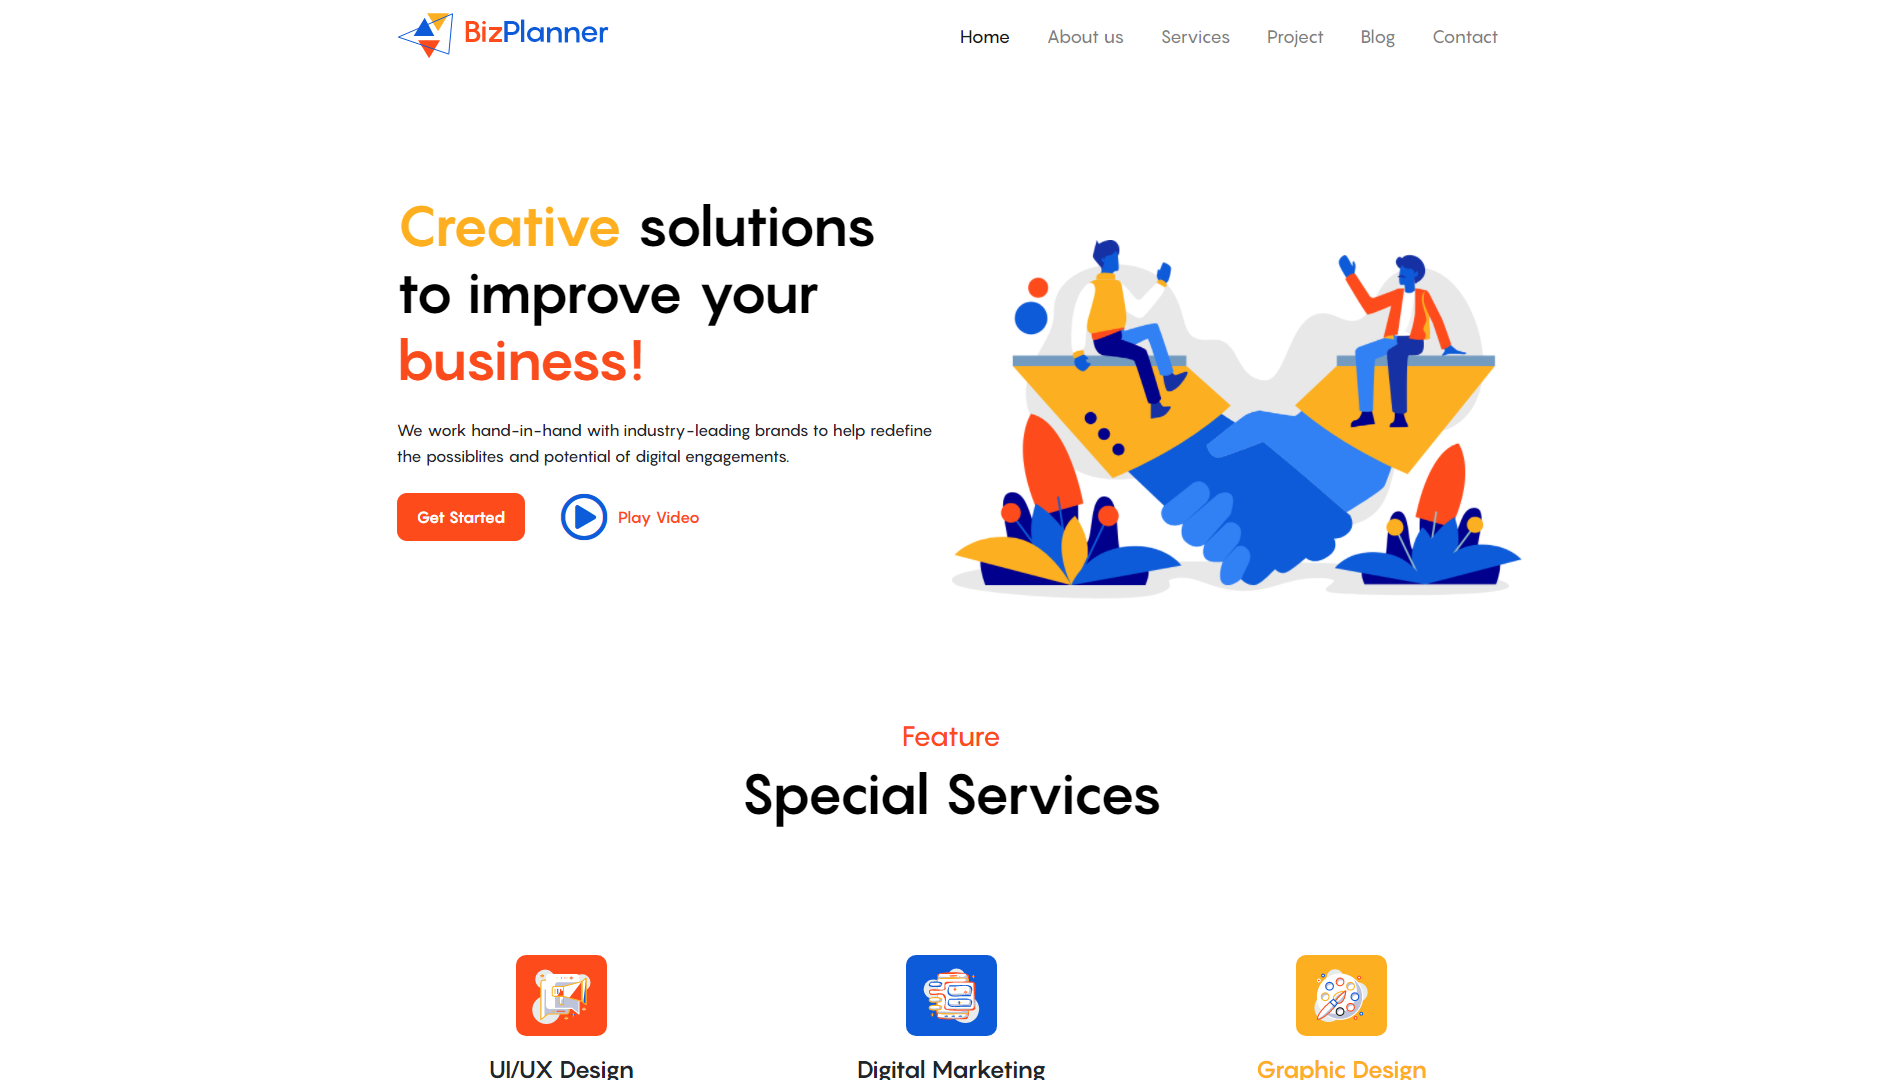 BizPlanner
Home About us Services Project Blog Contact
Creative solutions
to improve your
business!
We work hand-in-hand with industry-leading brands to help redefine
the possiblites and potential of digital engagements.
Get Started
Play Video
Feature
Special Services
UI/UX Design
Digital Marketing
Graphic Design